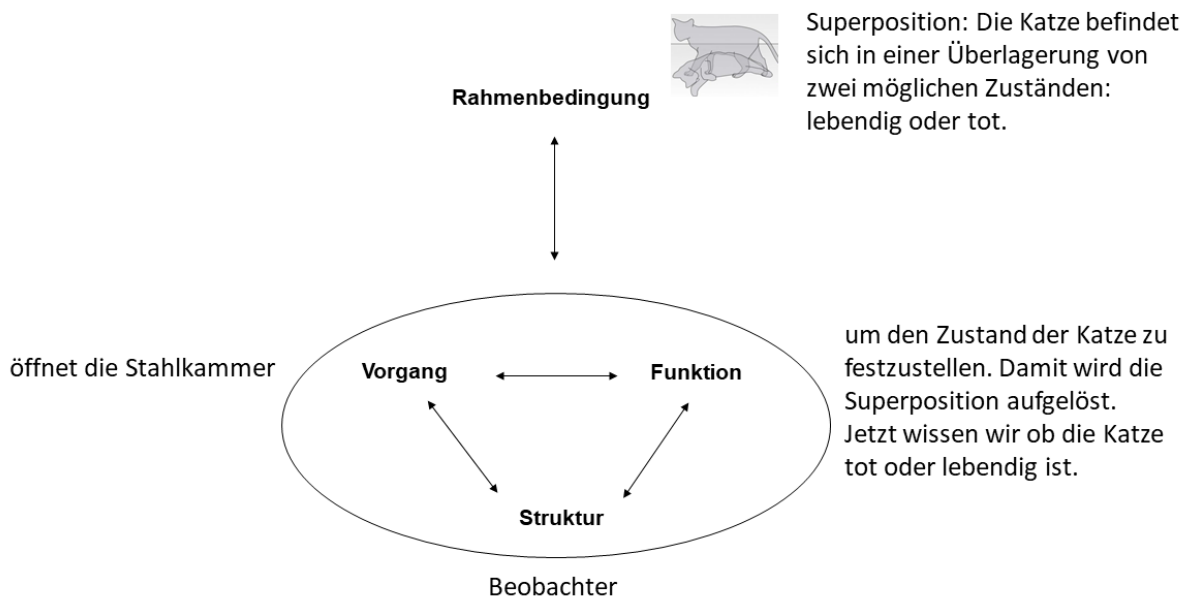 Superposition: Die Katze befindet
sich in einer Überlagerung von
zwei möglichen Zuständen:
lebendig oder tot.
Rahmenbedingung
öffnet die Stahlkammer
Vorgang
Funktion
um den Zustand der Katze zu
festzustellen. Damit wird die
Superposition aufgelöst.
Jetzt wissen wir ob die Katze
tot oder lebendig ist.
Struktur
Beobachter